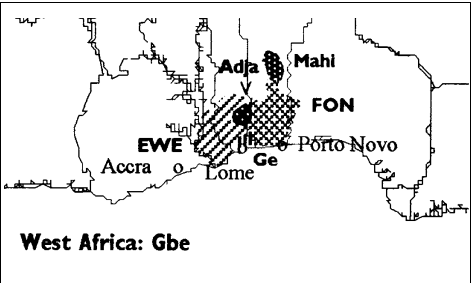 Adja
Mahi
FON
EWE
Ge
Porto Novo
Accra
Lome
West Africa: Gbe